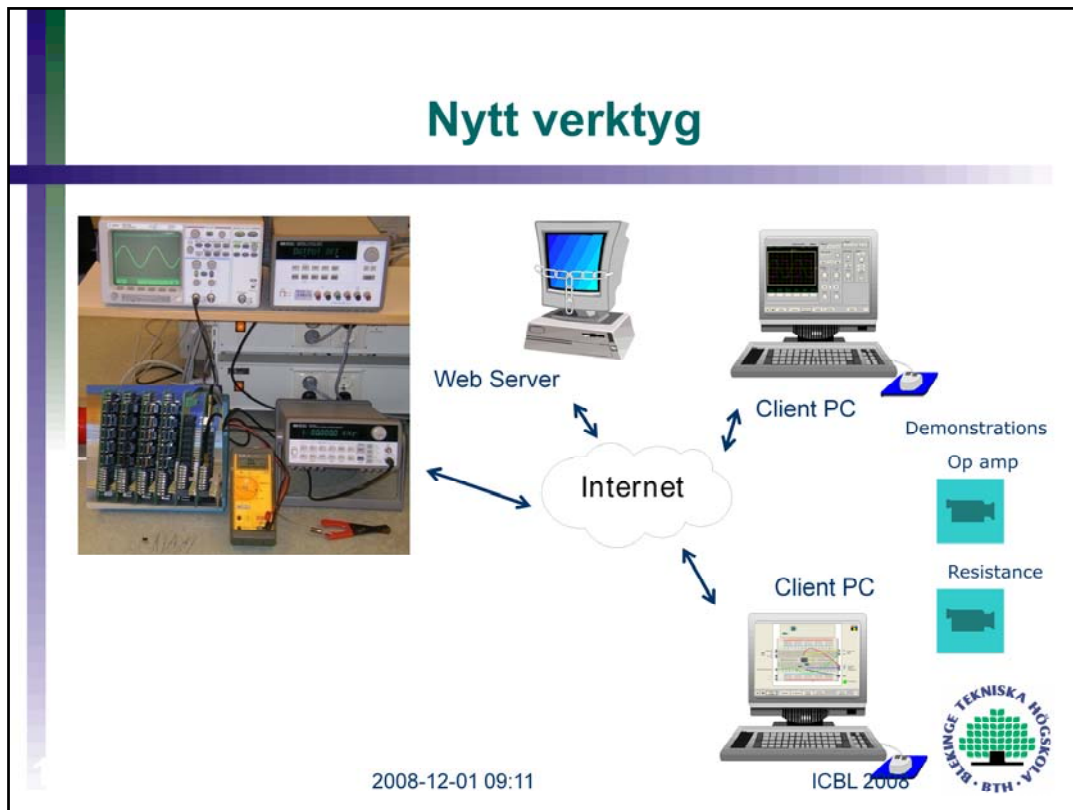 Nytt verktyg
Web Server
Client PC
Demonstrations
Op amp
Internet
Resistance
Client PC
BLEKINGE TEKNISKA HÖGSKOLA
BTH
1
2008-12-01 09:11
ICBL 2008